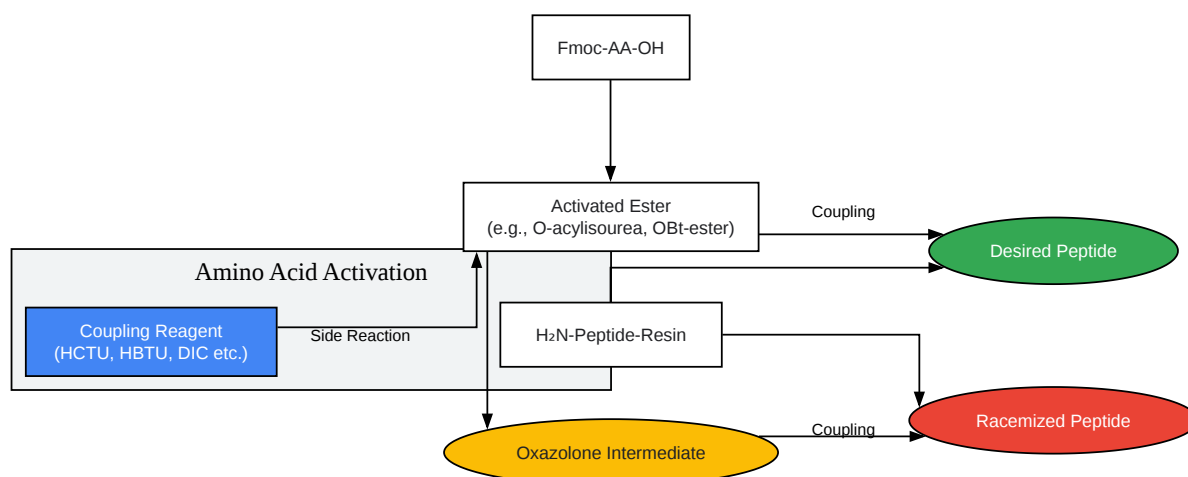 Fmoc-AA-OH
Activated Ester
(e.g., O-acylisourea, OBt-ester)
Coupling
Desired Peptide
Amino Acid Activation
Coupling Reagent
(HCTU, HBTU, DIC etc.)
Side Reaction
H₂N-Peptide-Resin
Oxazolone Intermediate
Coupling
Racemized Peptide